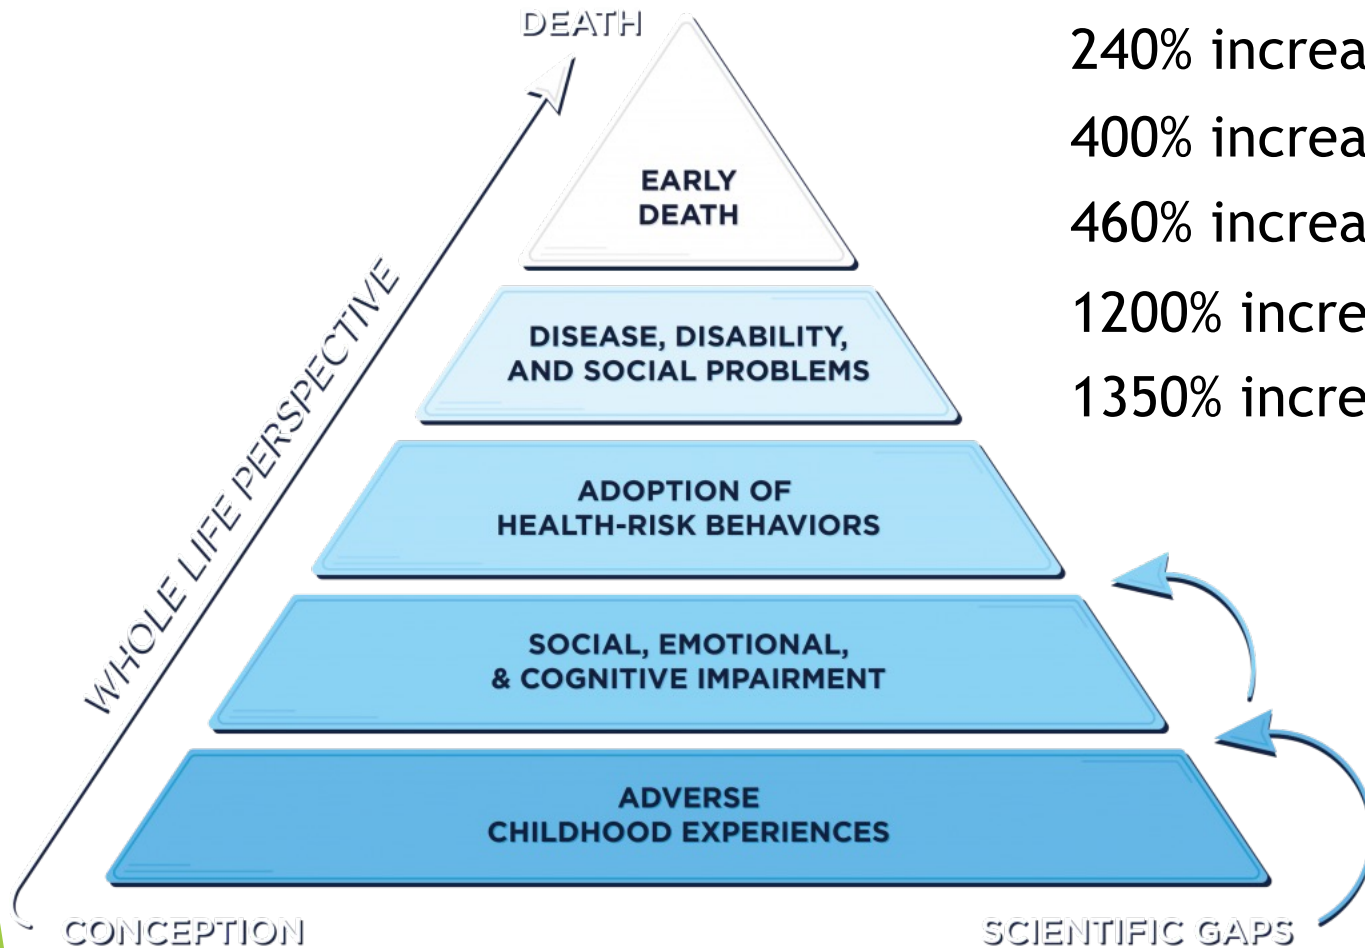 DEATH
240% increa
400% increa
460% increa
1200% incre
1350% incre
EARLY
DEATH
DISEASE, DISABILITY,
AND SOCIAL PROBLEMS
ADOPTION OF
HEALTH-RISK BEHAVIORS
SOCIAL, EMOTIONAL,
& COGNITIVE IMPAIRMENT
ADVERSE
CHILDHOOD EXPERIENCES
WHOLE LIFE PERSPECTIVE
CONCEPTION
SCIENTIFIC GAPS